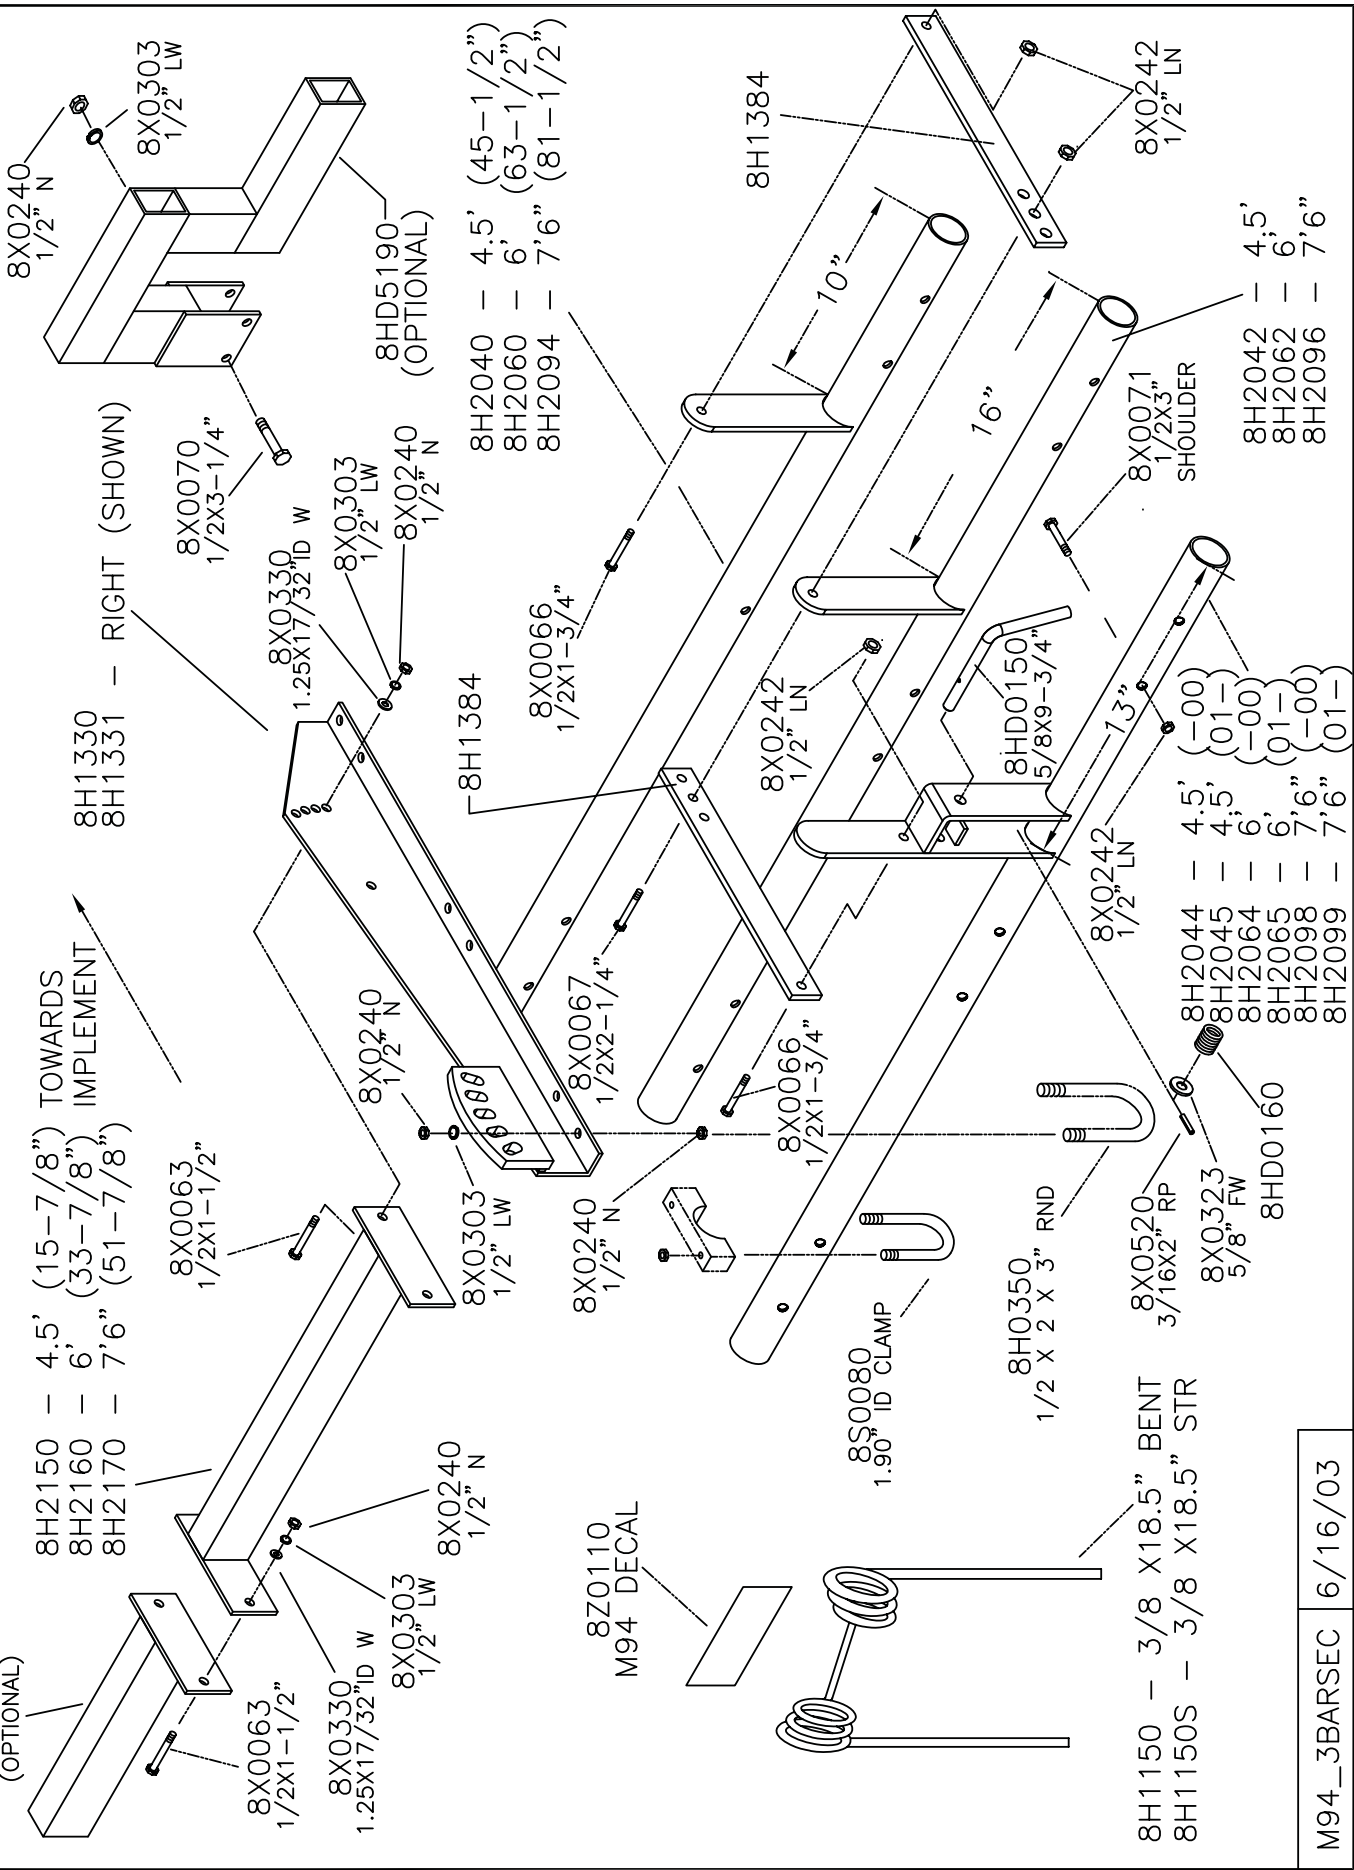 (OPTIONAL)
8H2150 – 4.5' (15–7/8")
8H2160 – 6' (33–7/8")
8H2170 – 7'6" (51–7/8")
TOWARDS
IMPLEMENT
8H1330
8H1331 – RIGHT (SHOWN)
8X0240
1/2" N
8X0303
1/2" LW
8HD5190
(OPTIONAL)
8X0070
1/2X3–1/4"
8X0063
1/2X1–1/2"
8X0330
1.25X17/32"ID W
8X0303
1/2" LW
8X0240
1/2" N
8H2040 – 4.5' (45–1/2")
8H2060 – 6' (63–1/2")
8H2094 – 7'6" (81–1/2")
8X0063
1/2X1–1/2"
8X0330
1.25X17/32"ID W
8X0303
1/2" LW
8X0240
1/2" N
8X0240
1/2" N
8X0303
1/2" LW
8H1384
8X0066
1/2X1–3/4"
10"
8H1384
8X0242
1/2" LN
8X0240
1/2" N
8X0067
1/2X2–1/4"
8X0242
1/2" LN
16"
8X0066
1/2X1–3/4"
8HD0150
5/8X9–3/4"
8X0071
1/2X3"
SHOULDER
8H2042 – 4.5'
8H2062 – 6'
8H2096 – 7'6"
8Z0110
M94 DECAL
8S0080
1.90" ID CLAMP
8H0350
1/2 X 2 X 3" RND
8X0242
1/2" LN
13"
8X0520
3/16X2" RP
8X0323
5/8" FW
8HD0160
8H2044 – 4.5' (–00)
8H2045 – 4.5' (01–)
8H2064 – 6' (–00)
8H2065 – 6' (01–)
8H2098 – 7'6" (–00)
8H2099 – 7'6" (01–)
8H1150 – 3/8 X18.5" BENT
8H1150S – 3/8 X18.5" STR
M94_3BARSEC
6/16/03